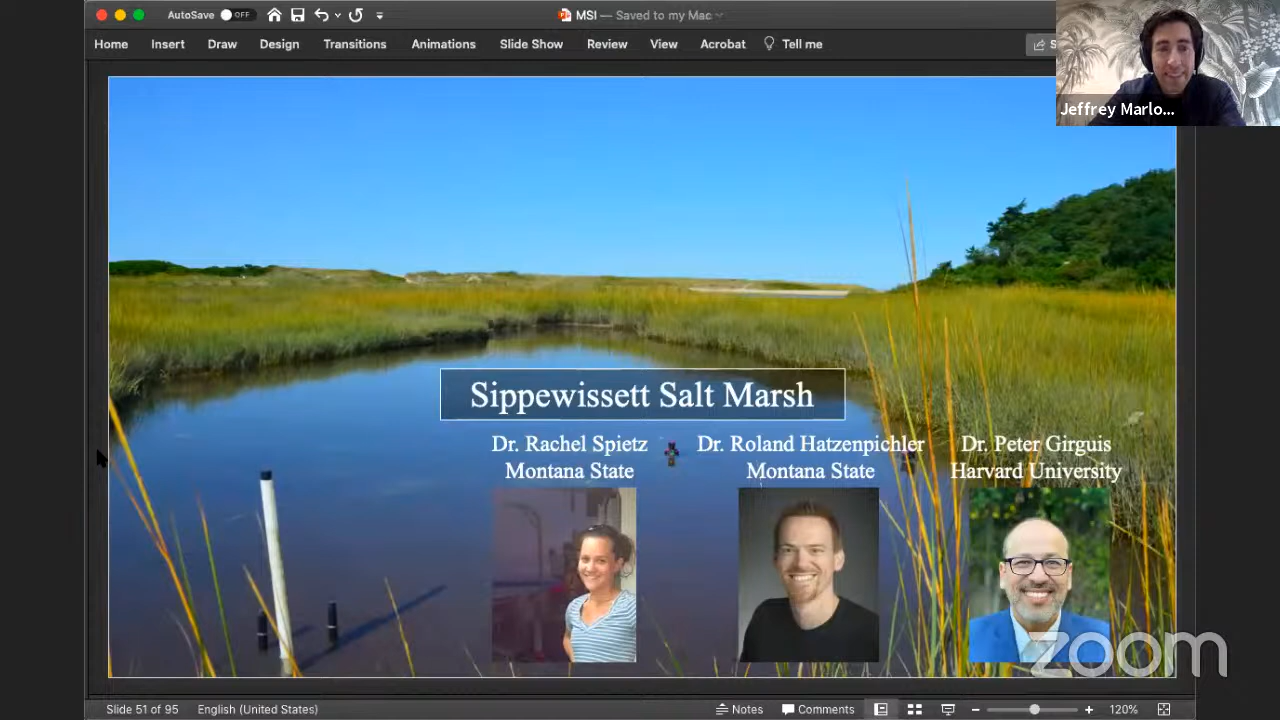 AutoSave OFF
MSI — Saved to my Mac
Home Insert Draw Design Transitions Animations Slide Show Review View Acrobat Tell me
S
Jeffrey Marlo...
Sippewissett Salt Marsh
Dr. Rachel Spietz
Montana State
Dr. Roland Hatzenpichler
Montana State
Dr. Peter Girguis
Harvard University
zoom
Slide 51 of 95 English (United States) Notes Comments 120%